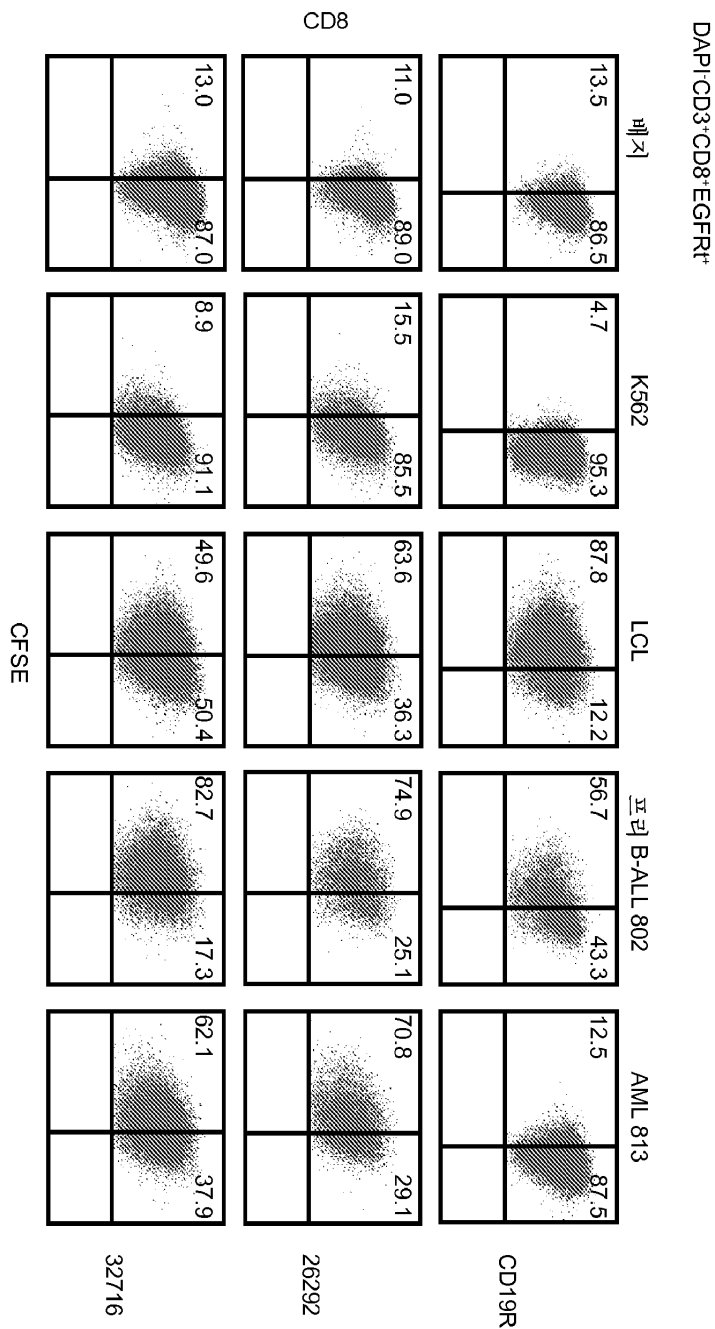 DAPI⁻CD3⁺CD8⁺EGFRt⁺
배지 K562 LCL 프리 B-ALL 802 AML 813
13.5 86.5 4.7 95.3 87.8 12.2 56.7 43.3 12.5 87.5 CD19R
11.0 89.0 15.5 85.5 63.6 36.3 74.9 25.1 70.8 29.1 26292
13.0 87.0 8.9 91.1 49.6 50.4 82.7 17.3 62.1 37.9 32716
CD8
CFSE